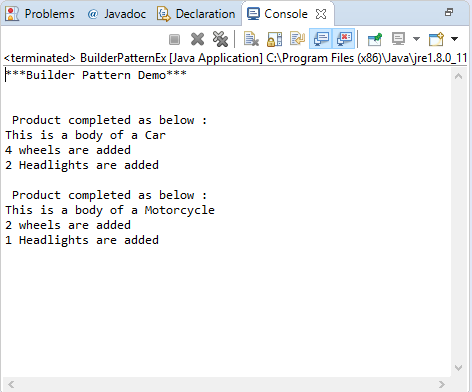 Problems @ Javadoc Declaration Console
<terminated> BuilderPatternEx [Java Application] C:\Program Files (x86)\Java\jre1.8.0_11
***Builder Pattern Demo***
Product completed as below :
This is a body of a Car
4 wheels are added
2 Headlights are added
Product completed as below :
This is a body of a Motorcycle
2 wheels are added
1 Headlights are added